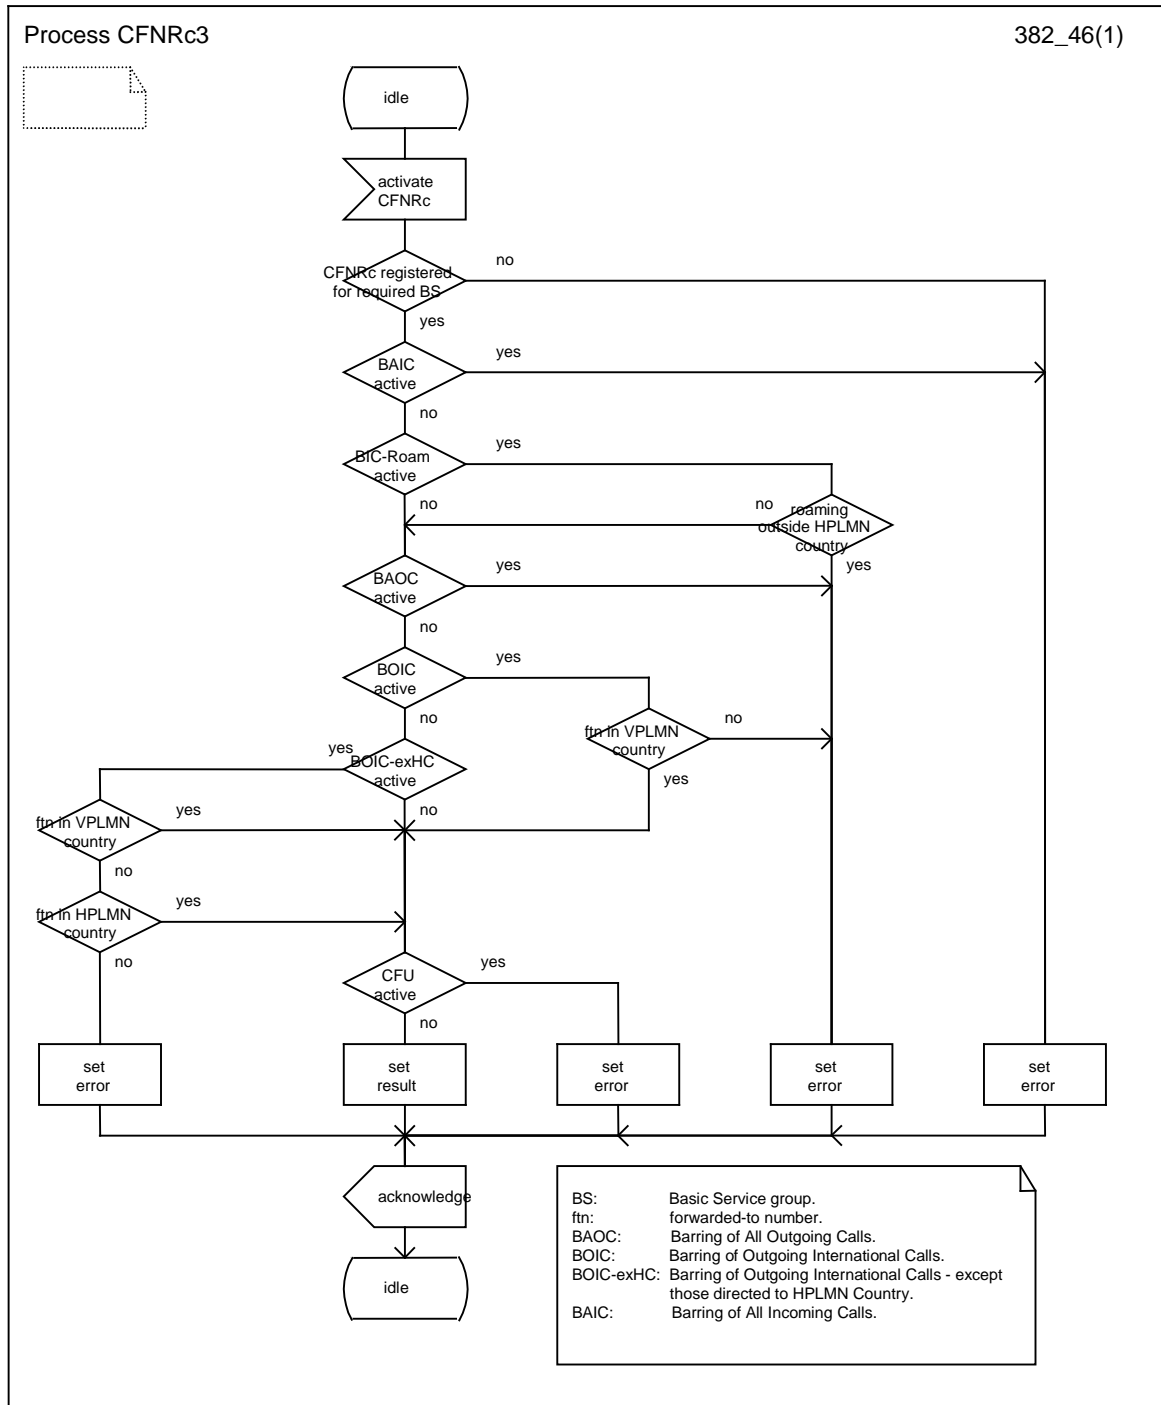 Process CFNRc3
382_46(1)
idle
activate
CFNRc
CFNRc registered
for required BS
no
yes
BAIC
active
yes
no
BIC-Roam
active
yes
no
no
roaming
outside HPLMN
country
yes
BAOC
active
yes
no
BOIC
active
yes
no
ftn in VPLMN
country
no
yes
yes
BOIC-exHC
active
no
ftn in VPLMN
country
yes
no
ftn in HPLMN
country
yes
no
CFU
active
yes
no
set
error
set
result
set
error
set
error
set
error
acknowledge
idle
BS: Basic Service group.
ftn: forwarded-to number.
BAOC: Barring of All Outgoing Calls.
BOIC: Barring of Outgoing International Calls.
BOIC-exHC: Barring of Outgoing International Calls - except
those directed to HPLMN Country.
BAIC: Barring of All Incoming Calls.